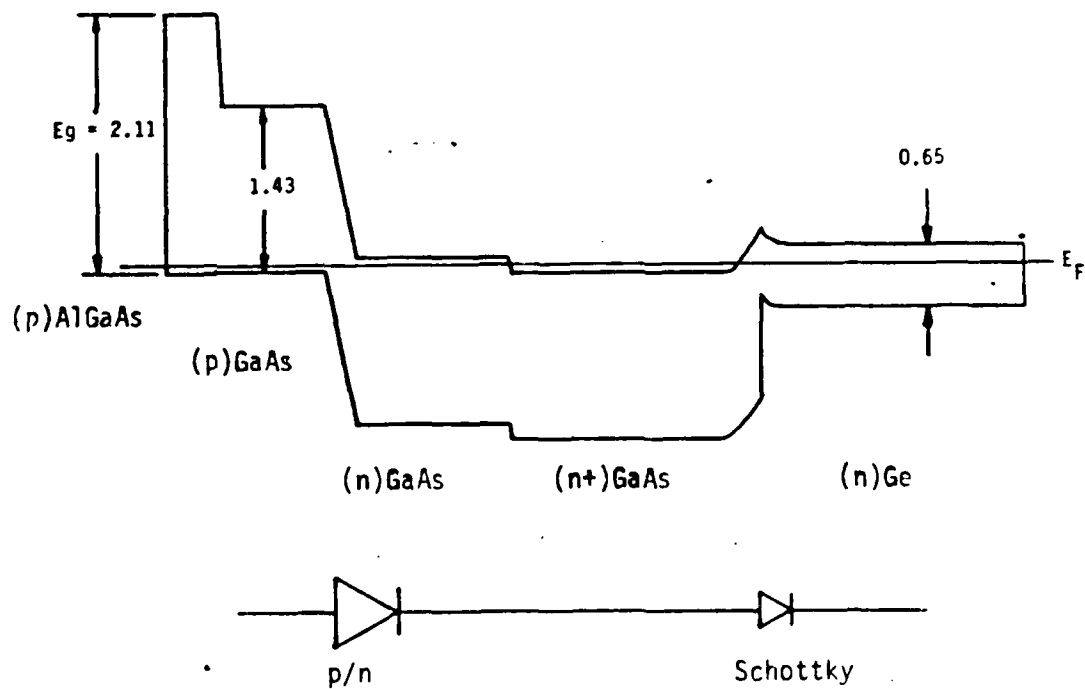 Eg = 2.11
1.43
0.65
E_F
(p)AlGaAs
(p)GaAs
(n)GaAs
(n+)GaAs
(n)Ge
p/n
Schottky